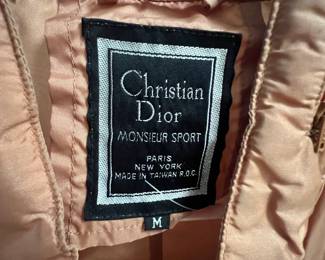 Christian
Dior
MONSIEUR SPORT
PARIS
NEW YORK
MADE IN TAIWAN R.O.C.
M